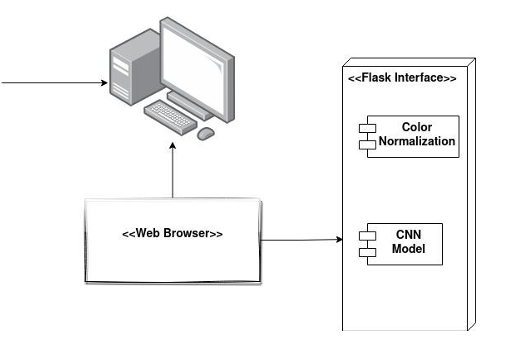 <<Flask Interface>>
Color
Normalization
<<Web Browser>>
CNN
Model